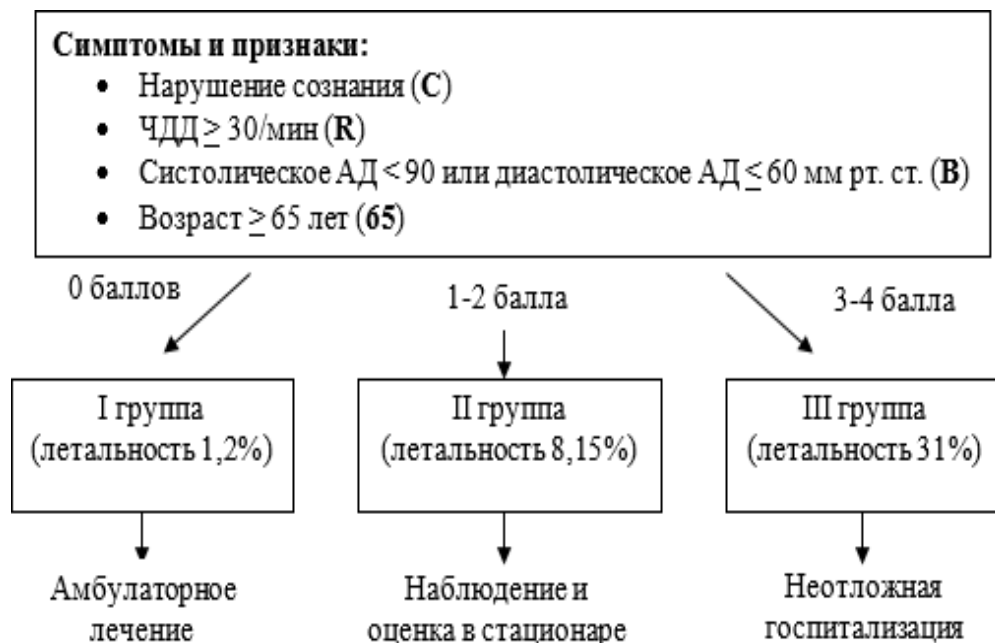 Симптомы и признаки:
• Нарушение сознания (C)
• ЧДД ≥ 30/мин (R)
• Систолическое АД < 90 или диастолическое АД ≤ 60 мм рт. ст. (B)
• Возраст ≥ 65 лет (65)
0 баллов
1-2 балла
3-4 балла
I группа
(летальность 1,2%)
II группа
(летальность 8,15%)
III группа
(летальность 31%)
Амбулаторное
лечение
Наблюдение и
оценка в стационаре
Неотложная
госпитализация